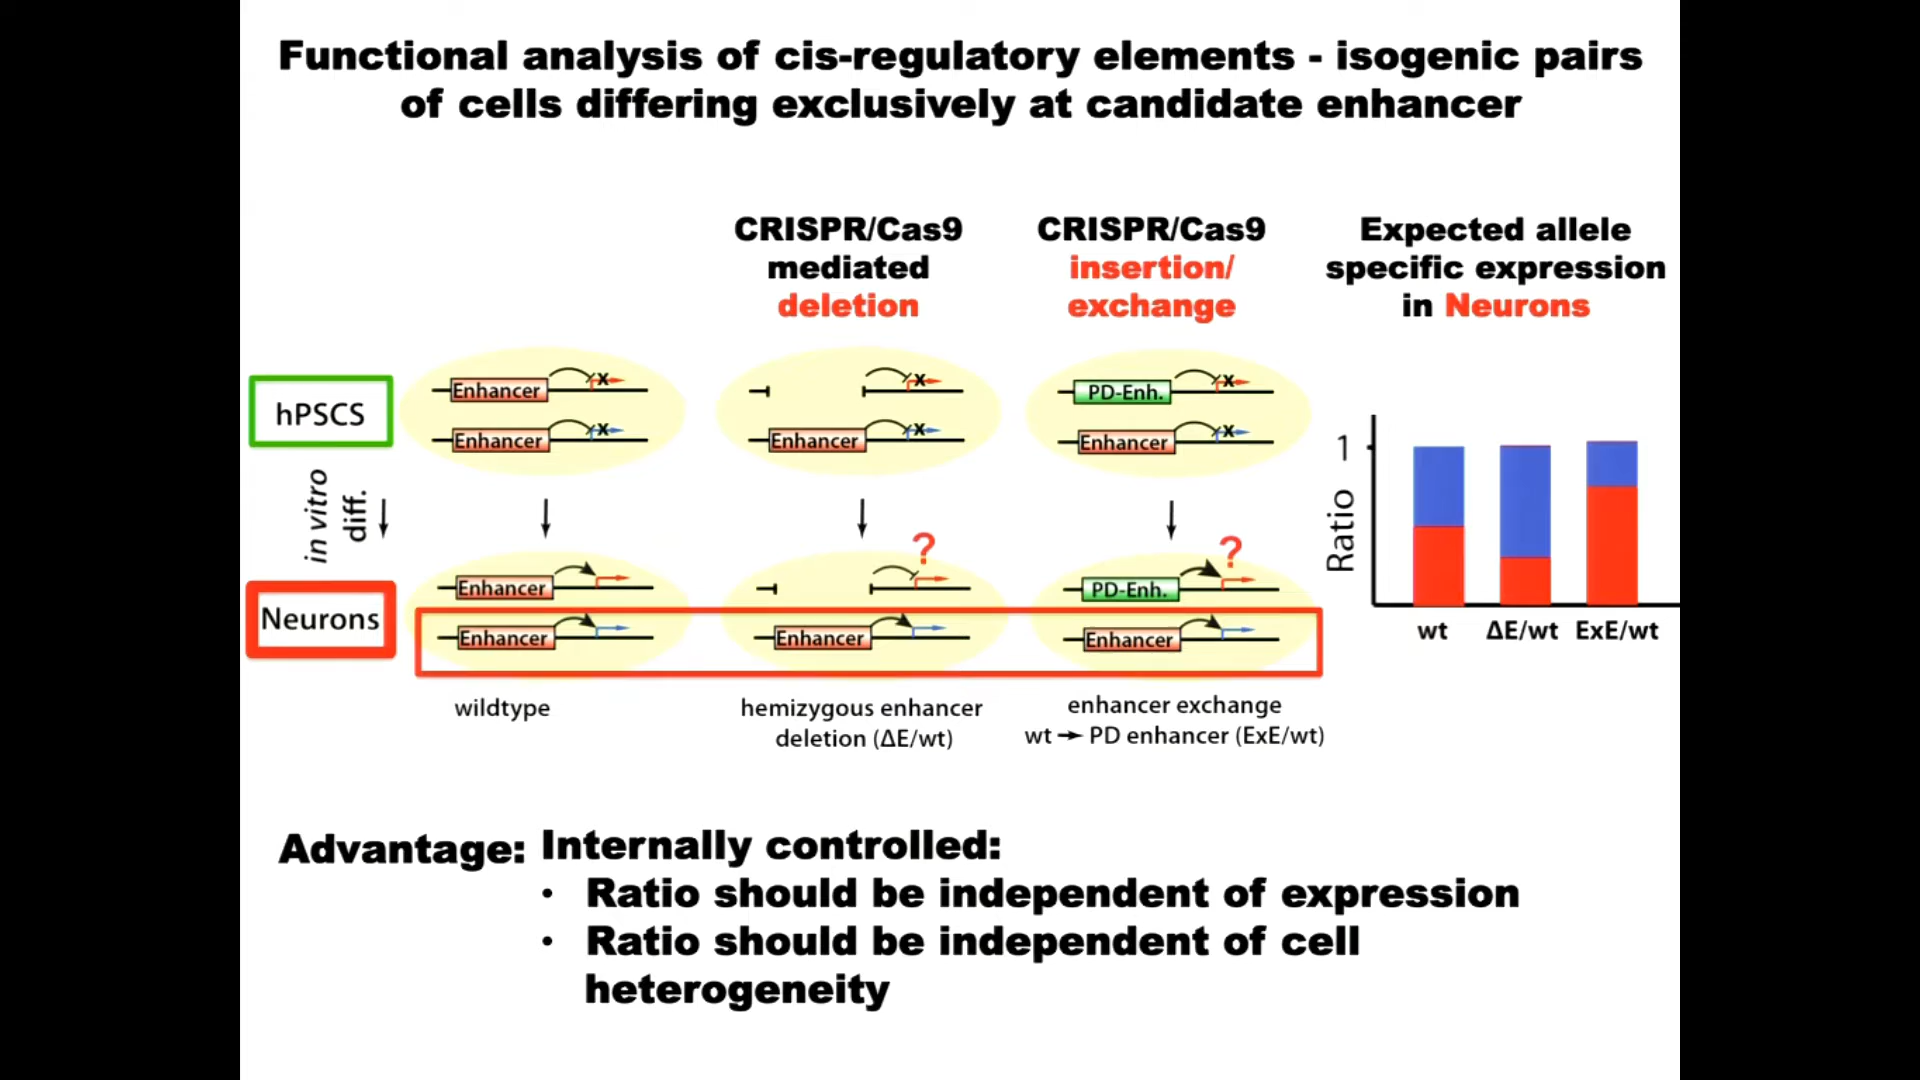 Functional analysis of cis-regulatory elements - isogenic pairs
of cells differing exclusively at candidate enhancer
CRISPR/Cas9
mediated
deletion
CRISPR/Cas9
insertion/
exchange
Expected allele
specific expression
in Neurons
hPSCS
Enhancer
x
Enhancer
x
x
Enhancer
x
PD-Enh.
x
Enhancer
x
in vitro
diff.
?
?
Neurons
Enhancer
Enhancer
Enhancer
PD-Enh.
Enhancer
1
Ratio
wt
ΔE/wt
ExE/wt
wildtype
hemizygous enhancer
deletion (ΔE/wt)
enhancer exchange
wt → PD enhancer (ExE/wt)
Advantage: Internally controlled:
• Ratio should be independent of expression
• Ratio should be independent of cell
heterogeneity